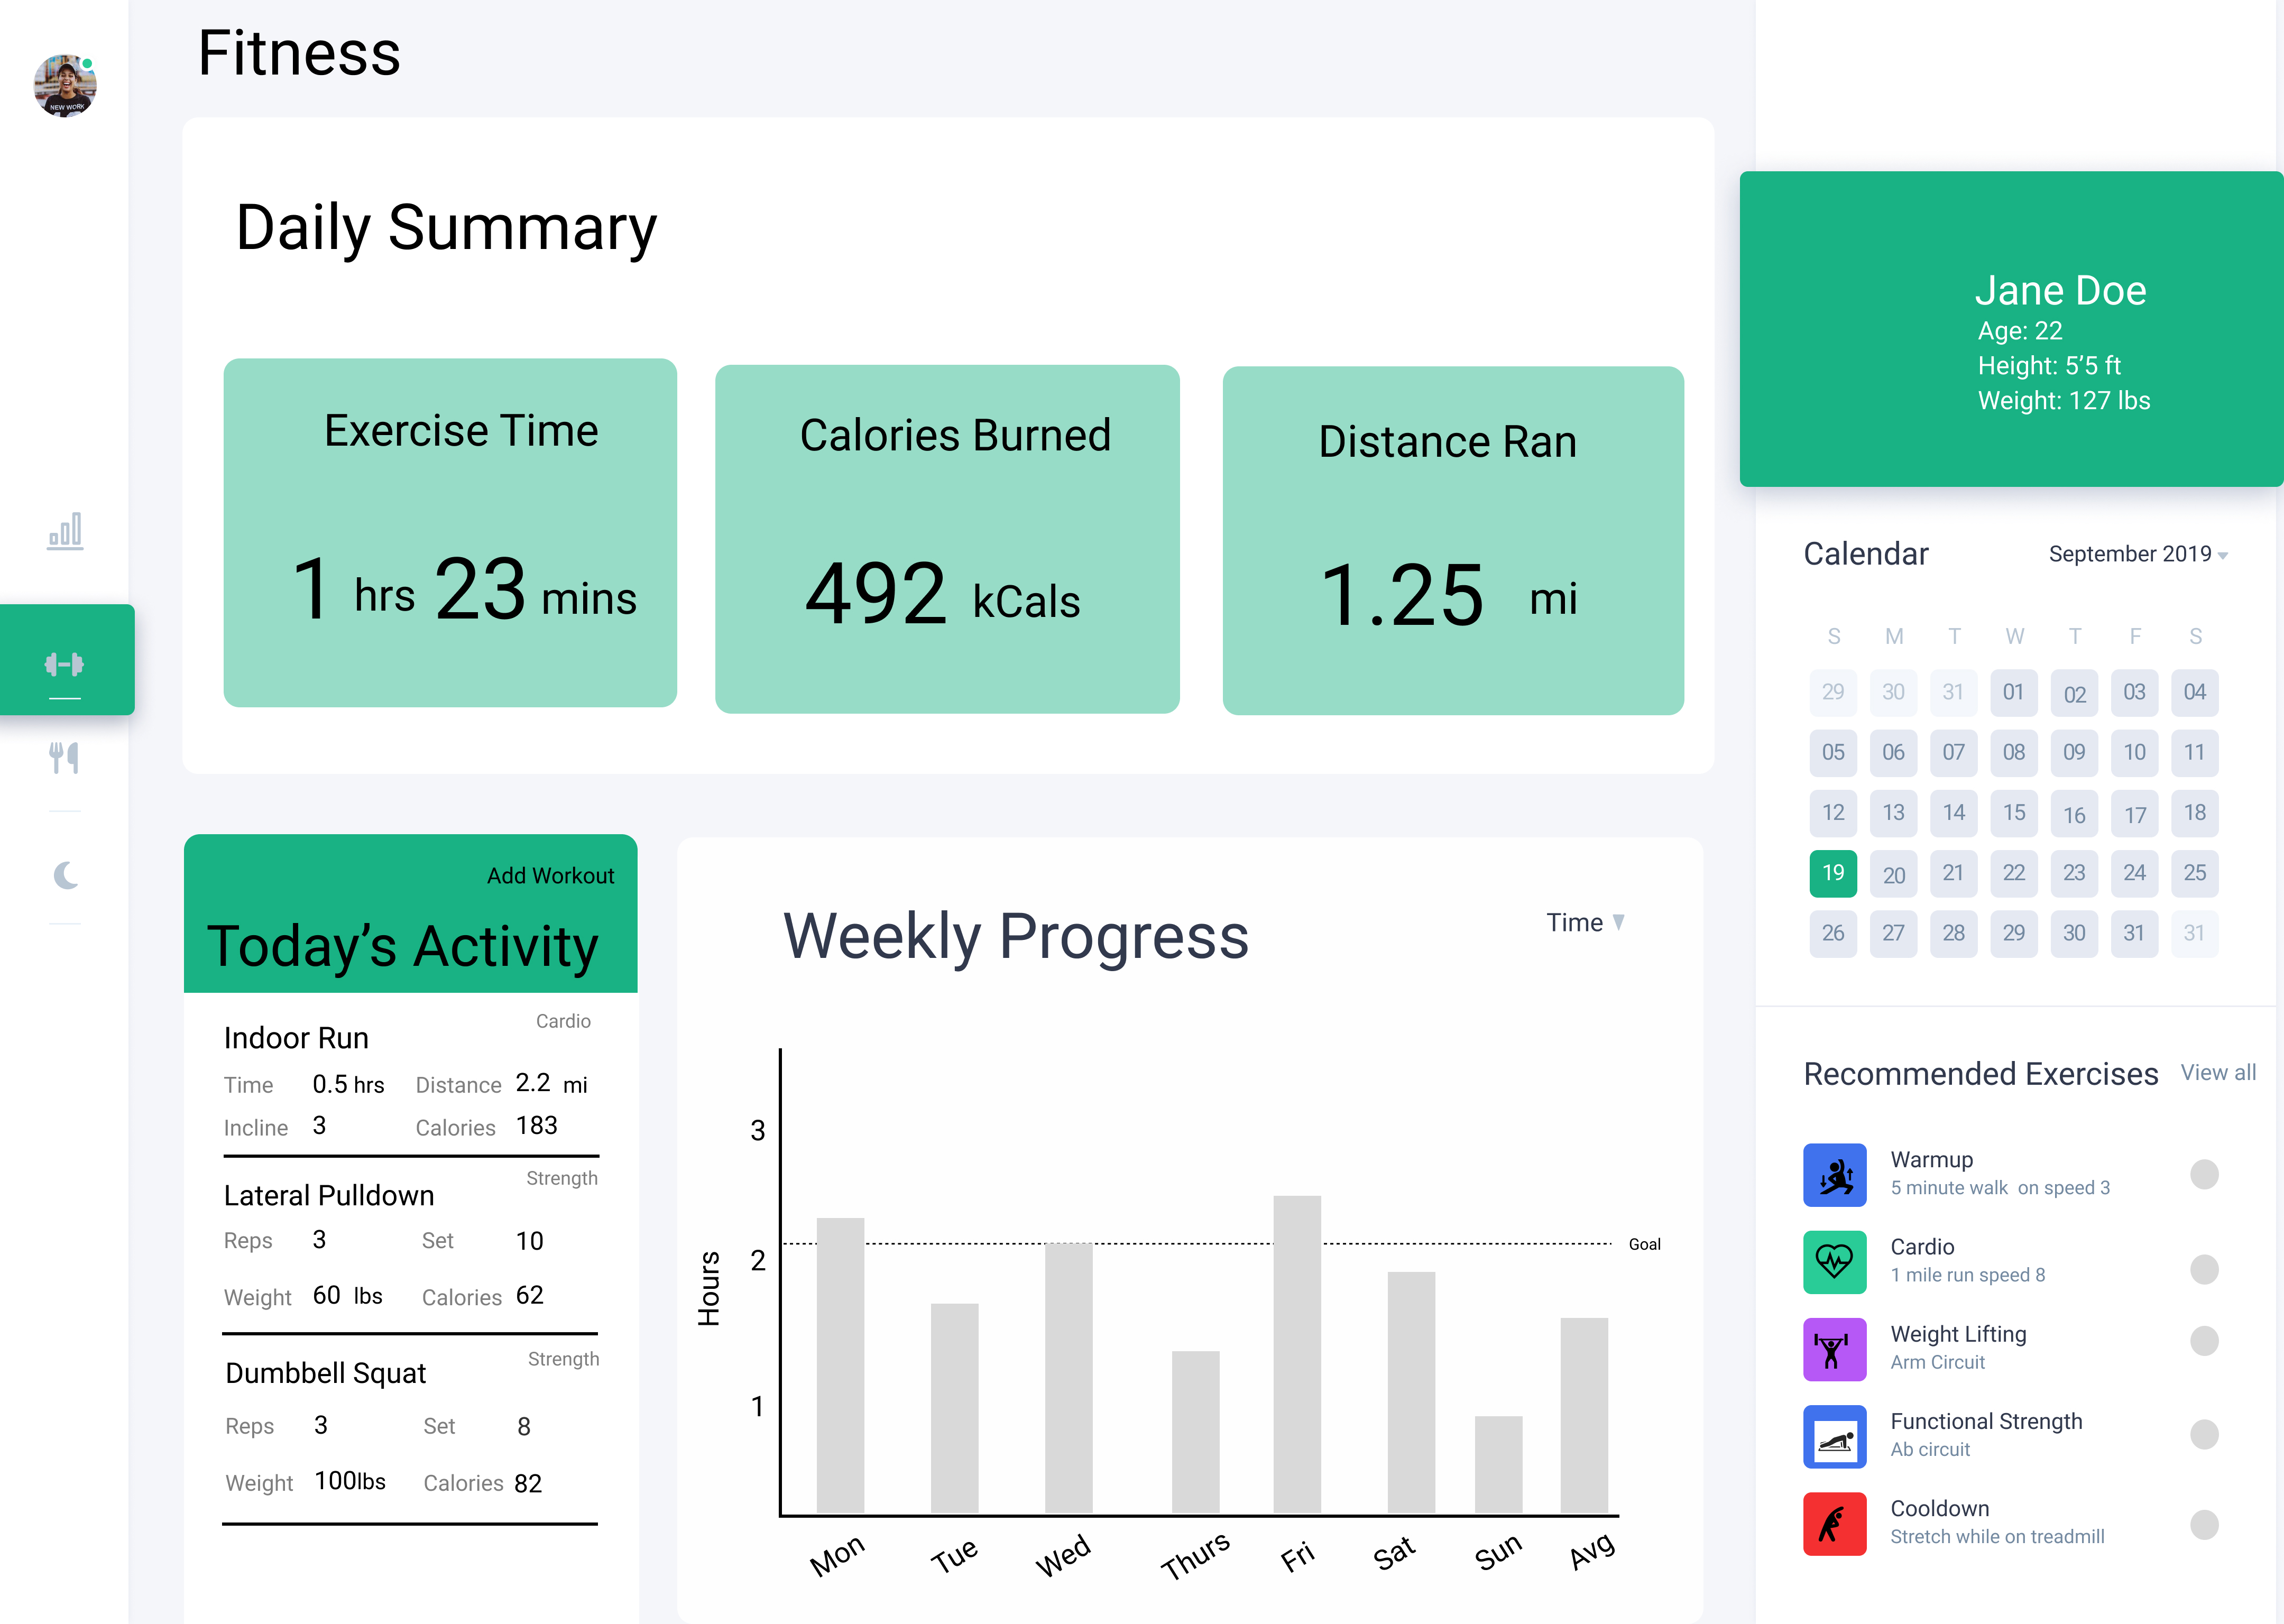 Fitness
NEW WORK
Daily Summary
Exercise Time
1 hrs 23 mins
Calories Burned
492 kCals
Distance Ran
1.25 mi
Add Workout
Today’s Activity
Indoor Run
Cardio
Time 0.5 hrs Distance 2.2 mi
Incline 3 Calories 183
Strength
Lateral Pulldown
Reps 3 Set 10
Weight 60 lbs Calories 62
Strength
Dumbbell Squat
Reps 3 Set 8
Weight 100lbs Calories 82
Weekly Progress
Time
3
2
1
Hours
Goal
Mon Tue Wed Thurs Fri Sat Sun Avg
Jane Doe
Age: 22
Height: 5’5 ft
Weight: 127 lbs
Calendar September 2019
S M T W T F S
29 30 31 01 02 03 04
05 06 07 08 09 10 11
12 13 14 15 16 17 18
19 20 21 22 23 24 25
26 27 28 29 30 31 31
Recommended Exercises View all
Warmup
5 minute walk on speed 3
Cardio
1 mile run speed 8
Weight Lifting
Arm Circuit
Functional Strength
Ab circuit
Cooldown
Stretch while on treadmill